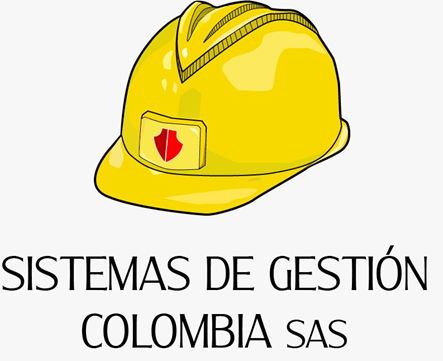 SISTEMAS DE GESTIÓN
COLOMBIA SAS